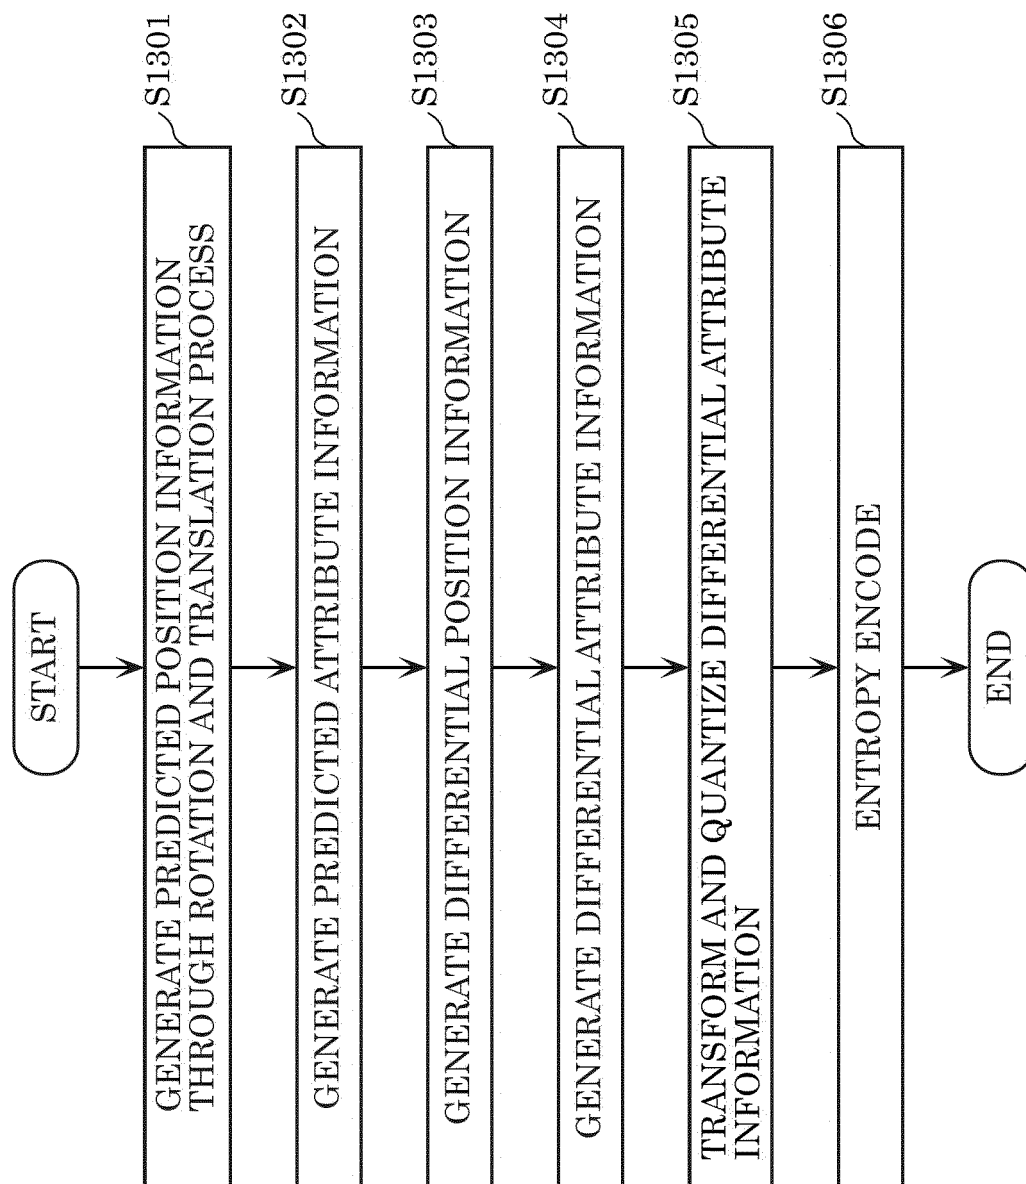 START
GENERATE PREDICTED POSITION INFORMATION
THROUGH ROTATION AND TRANSLATION PROCESS
S1301
GENERATE PREDICTED ATTRIBUTE INFORMATION
S1302
GENERATE DIFFERENTIAL POSITION INFORMATION
S1303
GENERATE DIFFERENTIAL ATTRIBUTE INFORMATION
S1304
TRANSFORM AND QUANTIZE DIFFERENTIAL ATTRIBUTE
INFORMATION
S1305
ENTROPY ENCODE
S1306
END